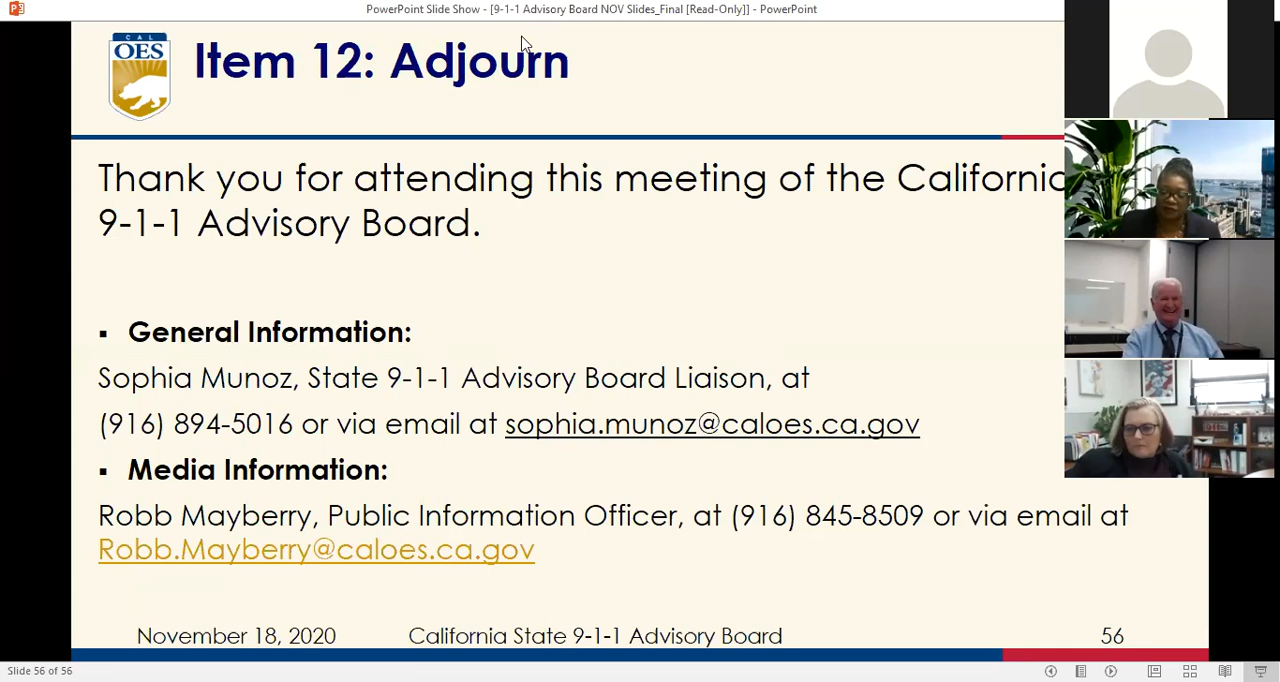 PowerPoint Slide Show - [9-1-1 Advisory Board NOV Slides_Final [Read-Only]] - PowerPoint
CAL
OES
Item 12: Adjourn
Thank you for attending this meeting of the California
9-1-1 Advisory Board.
▪ General Information:
Sophia Munoz, State 9-1-1 Advisory Board Liaison, at
(916) 894-5016 or via email at sophia.munoz@caloes.ca.gov
▪ Media Information:
Robb Mayberry, Public Information Officer, at (916) 845-8509 or via email at
Robb.Mayberry@caloes.ca.gov
November 18, 2020 California State 9-1-1 Advisory Board 56
Slide 56 of 56